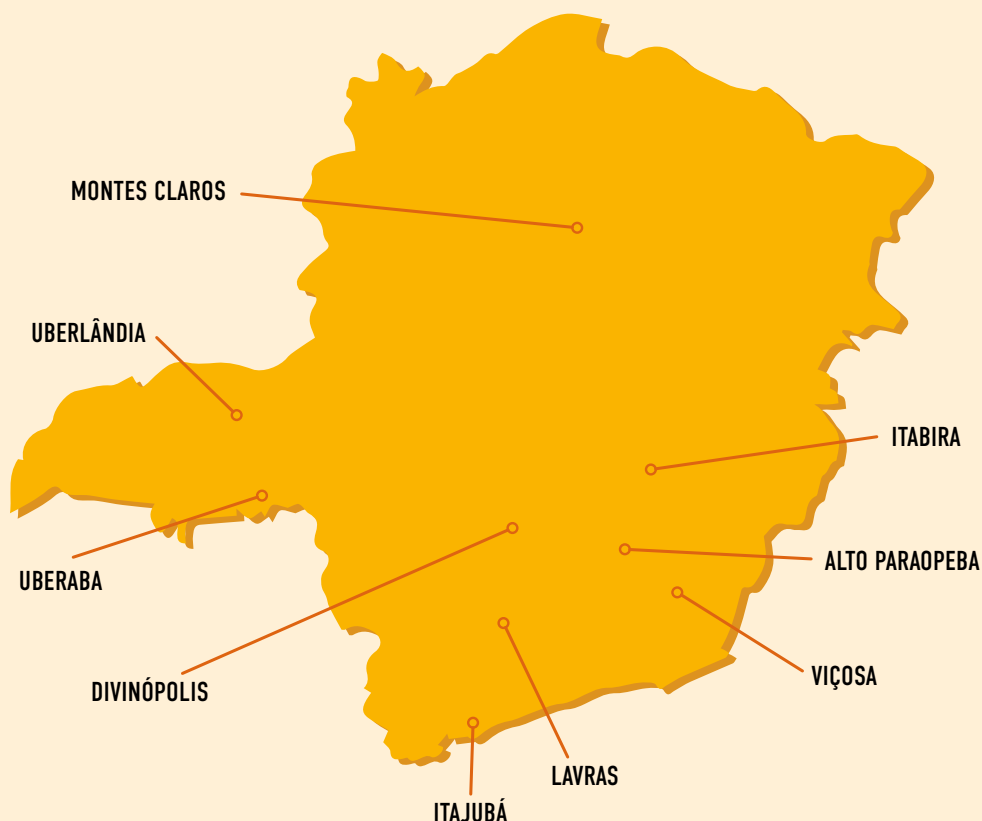 MONTES CLAROS
UBERLÂNDIA
ITABIRA
ALTO PARAOPEBA
UBERABA
VIÇOSA
DIVINÓPOLIS
LAVRAS
ITAJUBÁ